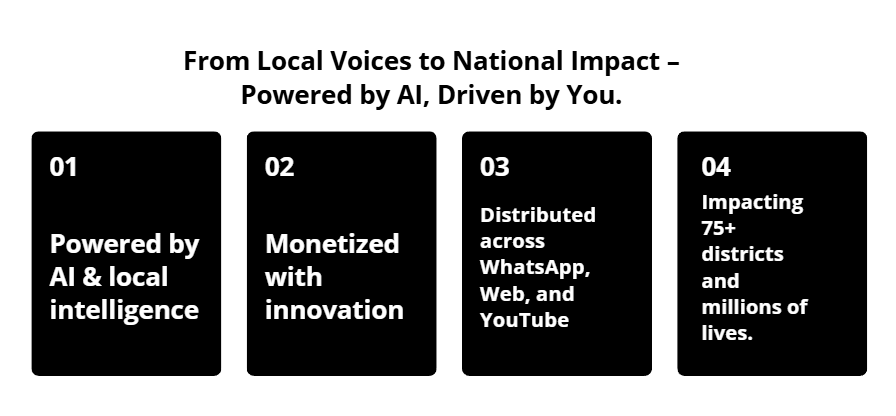 From Local Voices to National Impact –
Powered by AI, Driven by You.
01
Powered by
AI & local
intelligence
02
Monetized
with
innovation
03
Distributed
across
WhatsApp,
Web, and
YouTube
04
Impacting
75+
districts
and
millions of
lives.